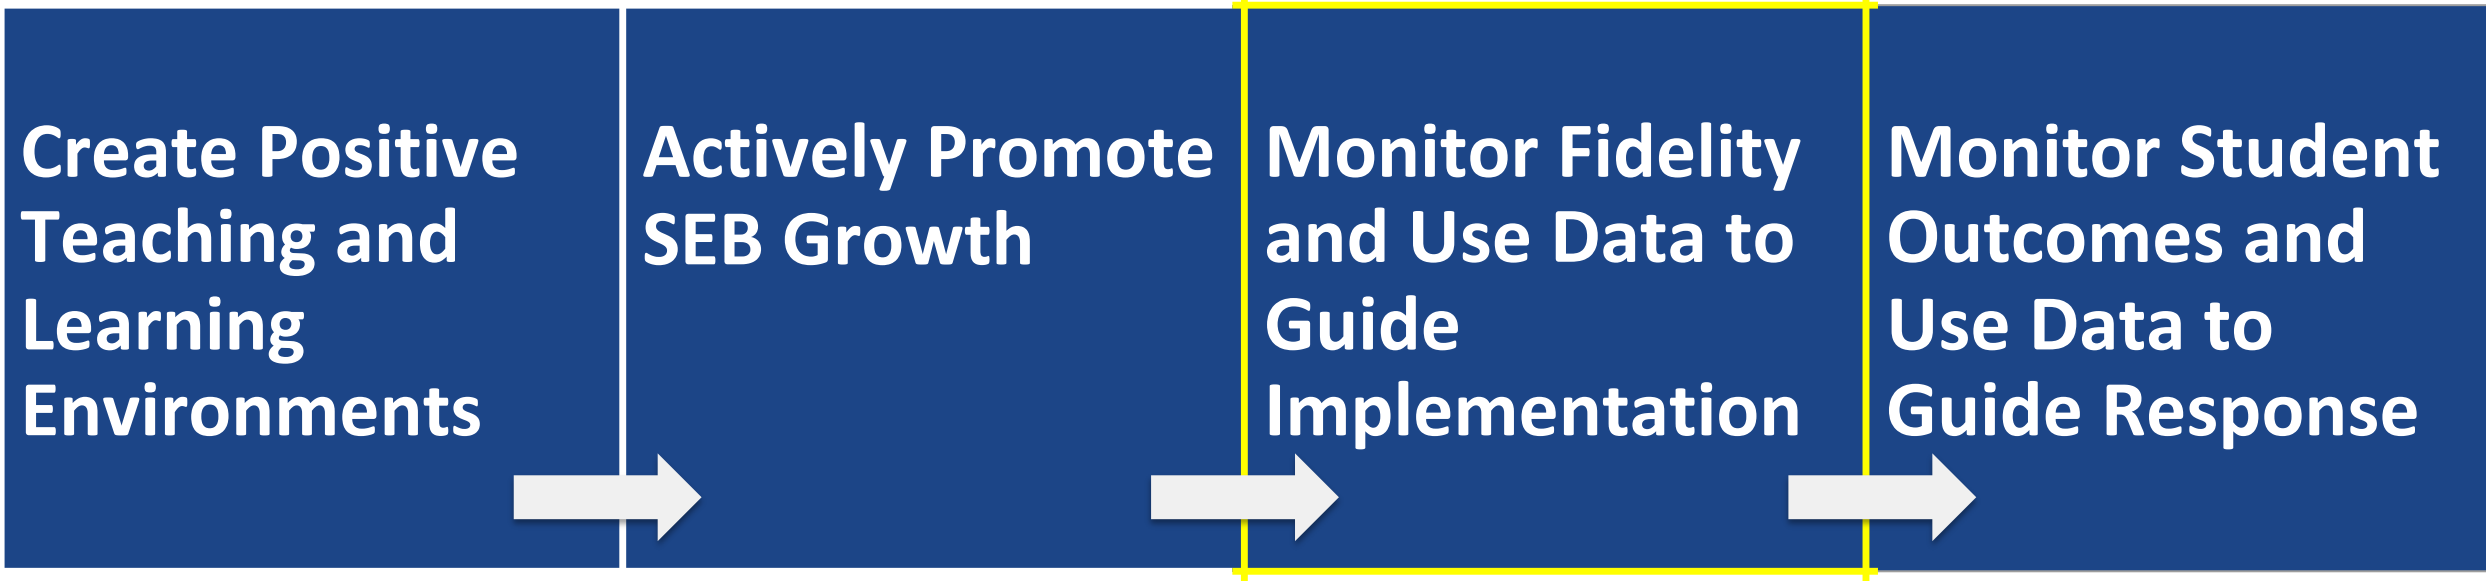 Create Positive
Teaching and
Learning
Environments
Actively Promote
SEB Growth
Monitor Fidelity
and Use Data to
Guide
Implementation
Monitor Student
Outcomes and
Use Data to
Guide Response